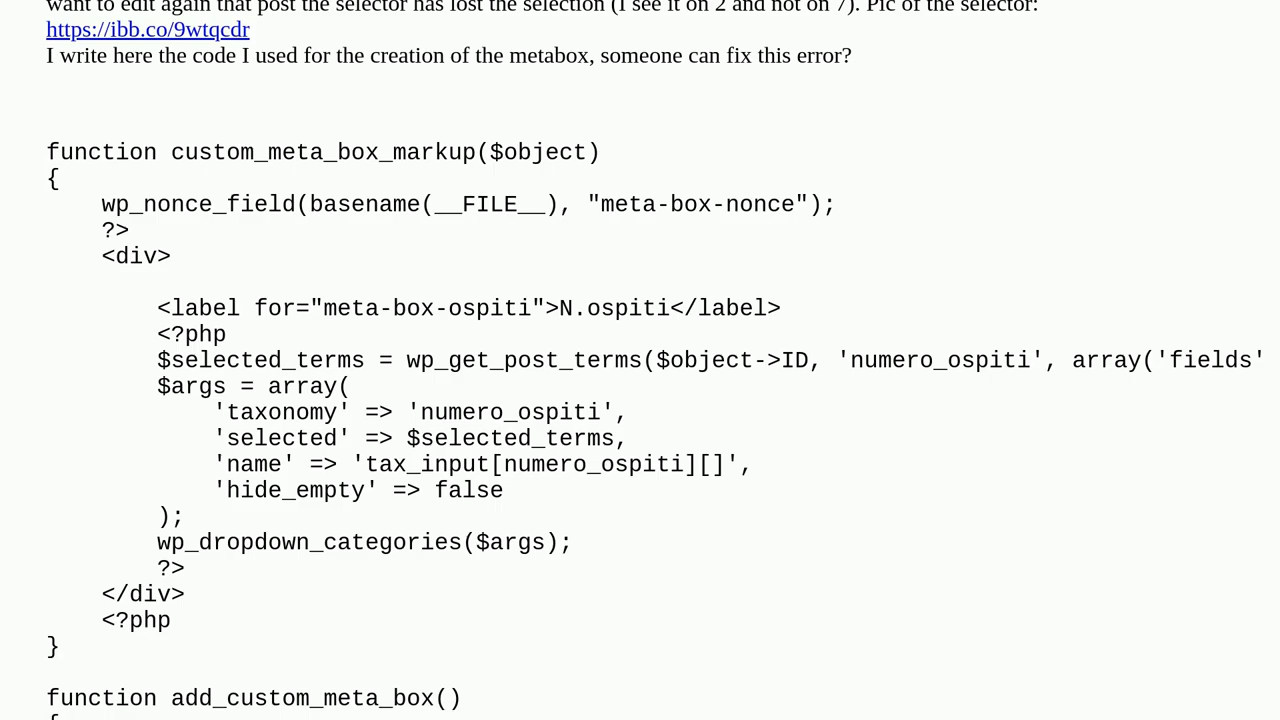 want to edit again that post the selector has lost the selection (I see it on 2 and not on 7). Pic of the selector:
https://ibb.co/9wtqcdr
I write here the code I used for the creation of the metabox, someone can fix this error?
function custom_meta_box_markup($object)
{
    wp_nonce_field(basename(__FILE__), "meta-box-nonce");
    ?>
    <div>
        <label for="meta-box-ospiti">N.ospiti</label>
        <?php
        $selected_terms = wp_get_post_terms($object->ID, 'numero_ospiti', array('fields'
        $args = array(
            'taxonomy' => 'numero_ospiti',
            'selected' => $selected_terms,
            'name' => 'tax_input[numero_ospiti][]',
            'hide_empty' => false
        );
        wp_dropdown_categories($args);
        ?>
    </div>
    <?php
}
function add_custom_meta_box()
{